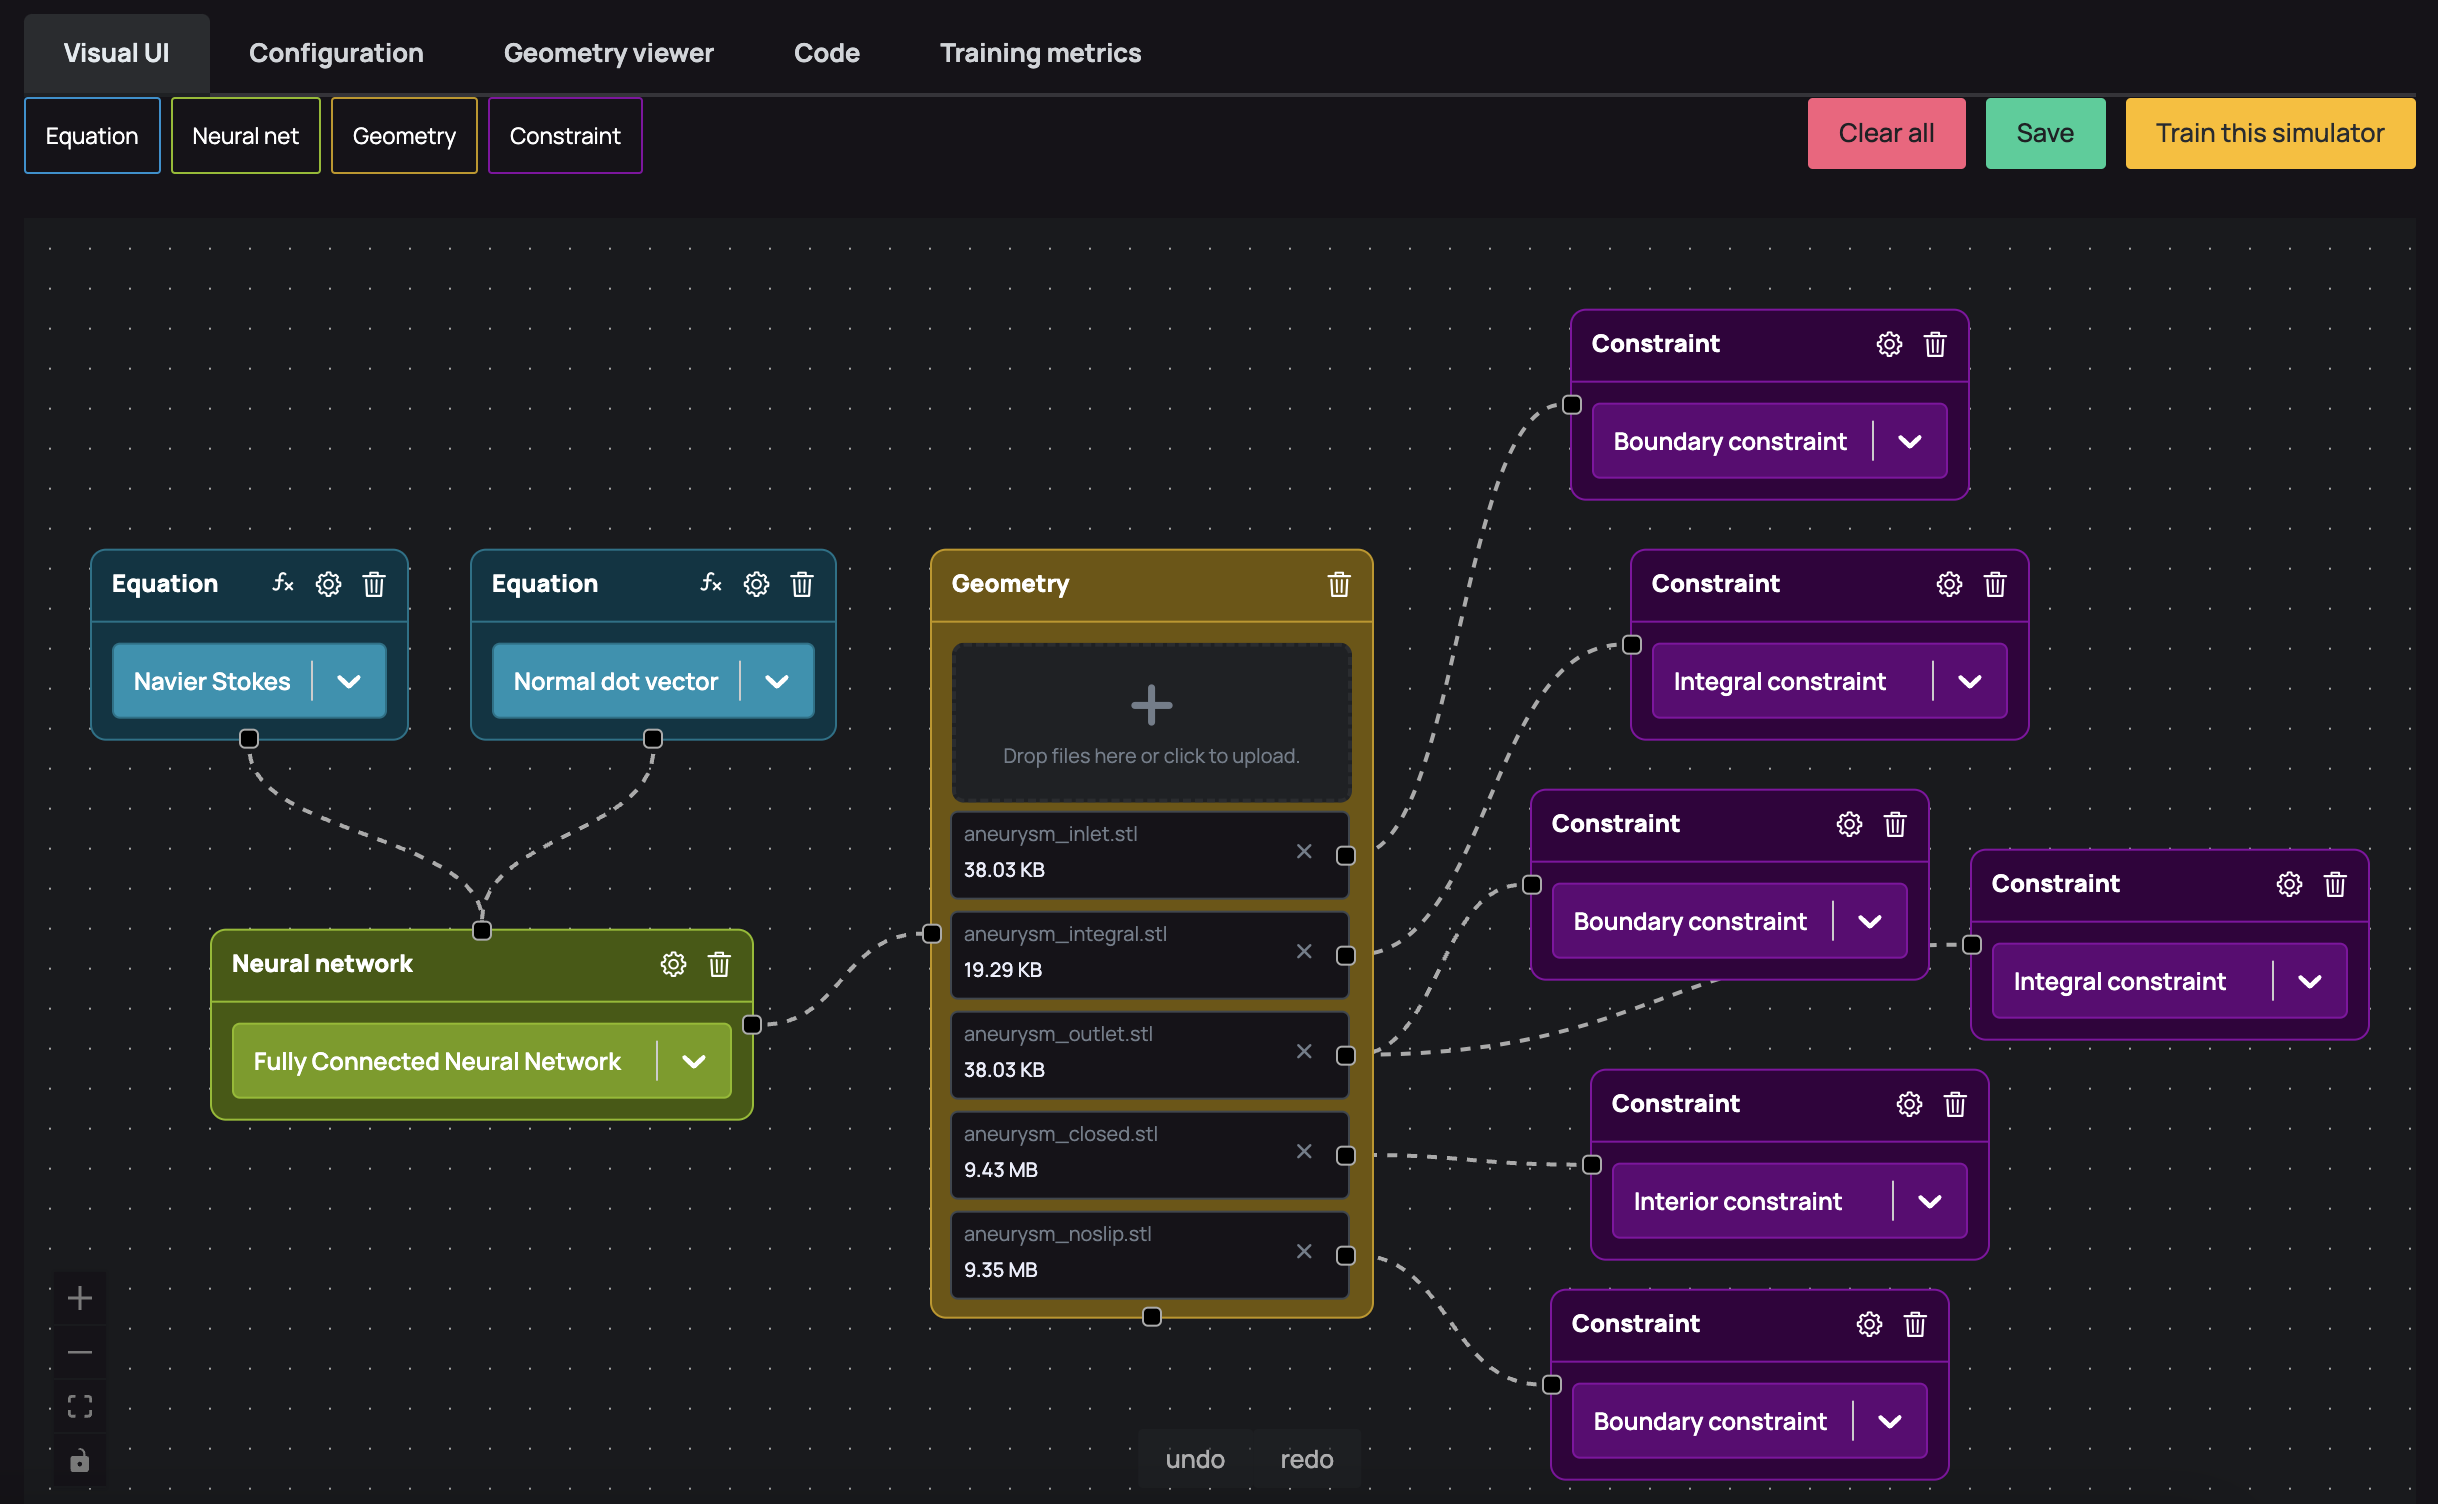 Visual UI
Configuration
Geometry viewer
Code
Training metrics
Equation
Neural net
Geometry
Constraint
Clear all
Save
Train this simulator
Constraint
Boundary constraint
Equation
fx
Navier Stokes
Equation
fx
Normal dot vector
Neural network
Fully Connected Neural Network
Geometry
Drop files here or click to upload.
aneurysm_inlet.stl
38.03 KB
aneurysm_integral.stl
19.29 KB
aneurysm_outlet.stl
38.03 KB
aneurysm_closed.stl
9.43 MB
aneurysm_noslip.stl
9.35 MB
Constraint
Integral constraint
Constraint
Boundary constraint
Constraint
Integral constraint
Constraint
Interior constraint
Constraint
Boundary constraint
undo
redo